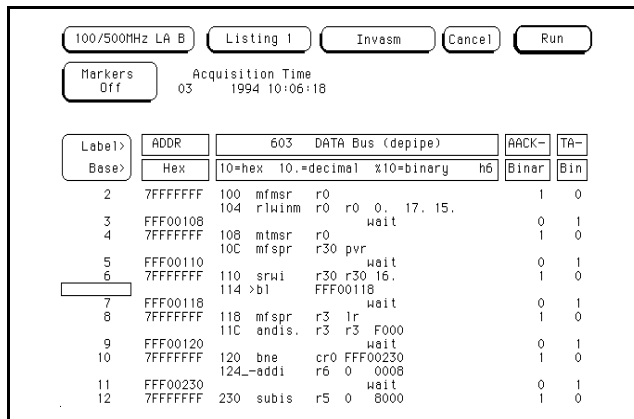 100/500MHz LA B Listing 1 Invasm Cancel Run
Markers Off Acquisition Time
03 1994 10:06:18
Label> ADDR 603 DATA Bus (depipe) AACK- TA-
Base> Hex 10=hex 10.=decimal %10=binary h6 Binar Bin
2 7FFFFFFF 100 mfmsr r0 1 0
104 rlwinm r0 r0 0. 17. 15.
3 FFF00108 wait 0 1
4 7FFFFFFF 108 mtmsr r0 1 0
10C mfspr r30 pvr
5 FFF00110 wait 0 1
6 7FFFFFFF 110 srwi r30 r30 16. 1 0
114 >bl FFF00118
7 FFF00118 wait 0 1
8 7FFFFFFF 118 mfspr r3 lr 1 0
11C andis. r3 r3 F000
9 FFF00120 wait 0 1
10 7FFFFFFF 120 bne cr0 FFF00230 1 0
124_-addi r6 0 0008
11 FFF00230 wait 0 1
12 7FFFFFFF 230 subis r5 0 8000 1 0